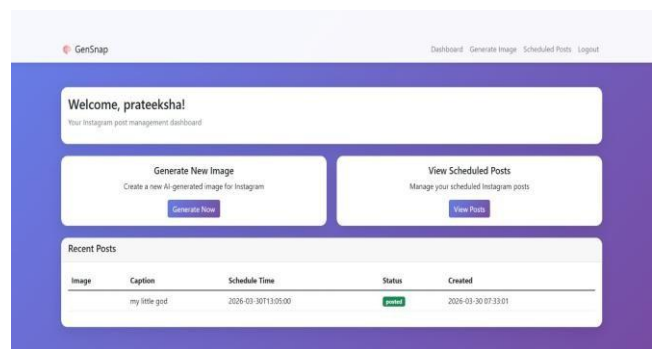 GenSnap
Dashboard Generate Image Scheduled Posts Logout
Welcome, prateeksha!
Your Instagram post management dashboard
Generate New Image
Create a new AI-generated image for Instagram
Generate Now
View Scheduled Posts
Manage your scheduled Instagram posts
View Posts
Recent Posts
Image Caption Schedule Time Status Created
my little god 2026-03-30T13:05:00 posted 2026-03-30 07:33:01